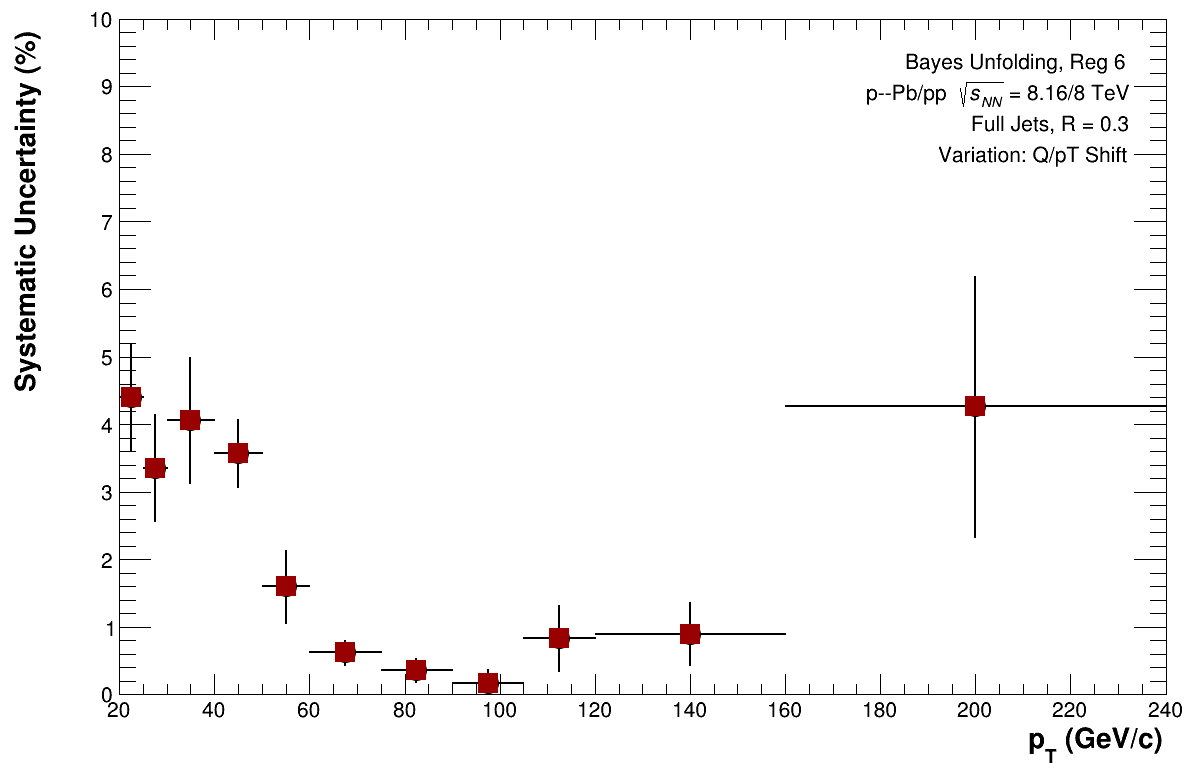 Systematic Uncertainty (%)
10
9
8
7
6
5
4
3
2
1
0
Bayes Unfolding, Reg 6
p--Pb/pp √s_NN = 8.16/8 TeV
Full Jets, R = 0.3
Variation: Q/pT Shift
20 40 60 80 100 120 140 160 180 200 220 240
p_T (GeV/c)